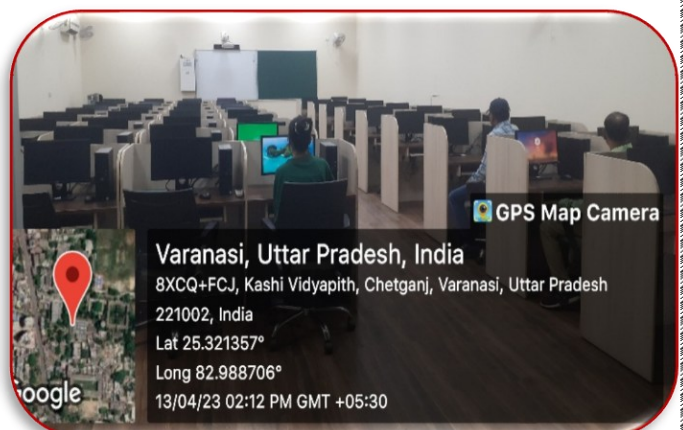 GPS Map Camera
Varanasi, Uttar Pradesh, India
8XCQ+FCJ, Kashi Vidyapith, Chetganj, Varanasi, Uttar Pradesh
221002, India
Lat 25.321357°
Long 82.988706°
13/04/23 02:12 PM GMT +05:30
Google